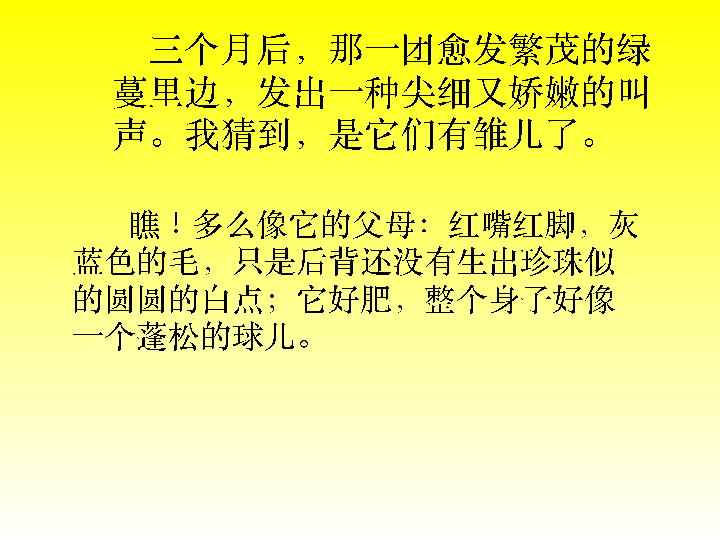 三个月后，那一团愈发繁茂的绿
蔓里边，发出一种尖细又娇嫩的叫
声。我猜到，是它们有雏儿了。
瞧！多么像它的父母：红嘴红脚，灰
蓝色的毛，只是后背还没有生出珍珠似
的圆圆的白点；它好肥，整个身子好像
一个蓬松的球儿。